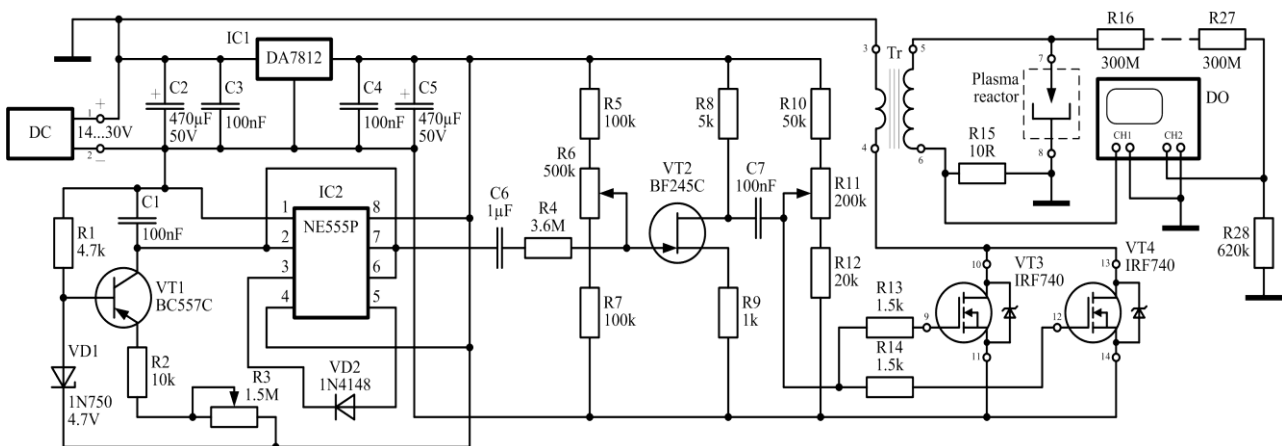 IC1
DA7812
C2
470µF
50V
C3
100nF
C4
100nF
C5
470µF
50V
DC
1
+
14...30V
2
–
R1
4.7k
C1
100nF
VT1
BC557C
VD1
1N750
4.7V
R2
10k
R3
1.5M
IC2
NE555P
1
2
3
4
8
7
6
5
VD2
1N4148
C6
1µF
R4
3.6M
R5
100k
R6
500k
R7
100k
VT2
BF245C
R8
5k
R9
1k
C7
100nF
R10
50k
R11
200k
R12
20k
3
4
Tr
5
6
R15
10R
7
Plasma
reactor
8
R16
300M
R27
300M
DO
CH1
CH2
R28
620k
R13
1.5k
R14
1.5k
9
10
11
VT3
IRF740
12
13
14
VT4
IRF740